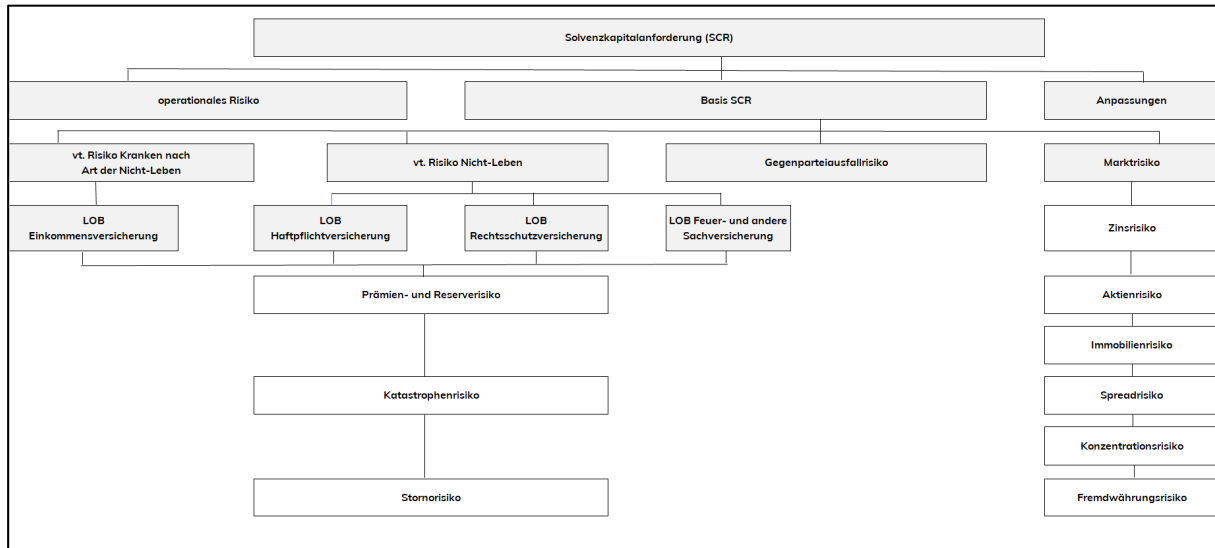 Solvenzkapitalanforderung (SCR)
operationales Risiko
Basis SCR
Anpassungen
vt. Risiko Kranken nach
Art der Nicht-Leben
vt. Risiko Nicht-Leben
Gegenparteiausfallrisiko
Marktrisiko
LOB
Einkommensversicherung
LOB
Haftpflichtversicherung
LOB
Rechtsschutzversicherung
LOB Feuer- und andere
Sachversicherung
Zinsrisiko
Prämien- und Reserverisiko
Aktienrisiko
Immobilienrisiko
Katastrophenrisiko
Spreadrisiko
Konzentrationsrisiko
Stornorisiko
Fremdwährungsrisiko